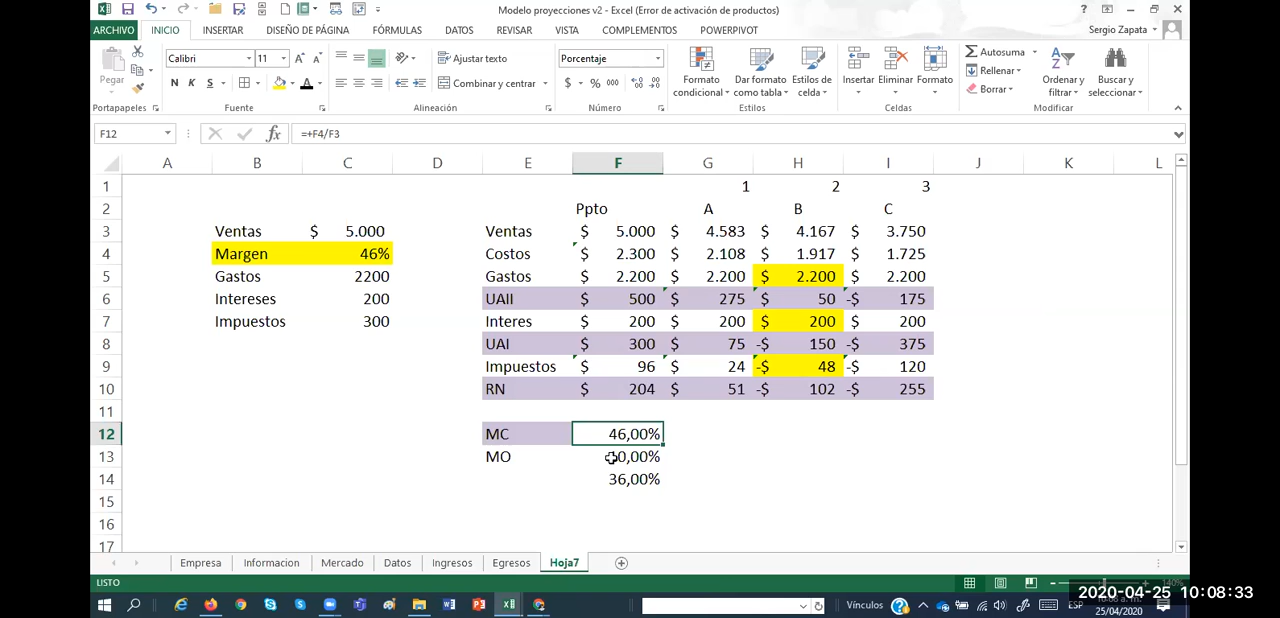 Modelo proyecciones v2 - Excel (Error de activación de productos)
ARCHIVO INICIO INSERTAR DISEÑO DE PÁGINA FÓRMULAS DATOS REVISAR VISTA COMPLEMENTOS POWERPIVOT Sergio Zapata
Pegar Calibri 11 Ajustar texto Porcentaje Formato condicional Dar formato como tabla Estilos de celda Insertar Eliminar Formato Autosuma Ordenar y filtrar Buscar y seleccionar
N K S Combinar y centrar $ % 000 Rellenar
Borrar
Portapapeles Fuente Alineación Número Estilos Celdas Modificar
F12 fx =+F4/F3
A B C D E F G H I J K L
1 1 2 3
2 Ppto A B C
3 Ventas $ 5.000 Ventas $ 5.000 $ 4.583 $ 4.167 $ 3.750
4 Margen 46% Costos $ 2.300 $ 2.108 $ 1.917 $ 1.725
5 Gastos 2200 Gastos $ 2.200 $ 2.200 $ 2.200 $ 2.200
6 Intereses 200 UAII $ 500 $ 275 $ 50 -$ 175
7 Impuestos 300 Interes $ 200 $ 200 $ 200 $ 200
8 UAI $ 300 $ 75 -$ 150 -$ 375
9 Impuestos $ 96 $ 24 -$ 48 -$ 120
10 RN $ 204 $ 51 -$ 102 -$ 255
11
12 MC 46,00%
13 MO 0,00%
14 36,00%
15
16
17
Empresa Informacion Mercado Datos Ingresos Egresos Hoja7
LISTO 140%
Vínculos ESP 10:08 a. m.
25/04/2020
2020-04-25 10:08:33